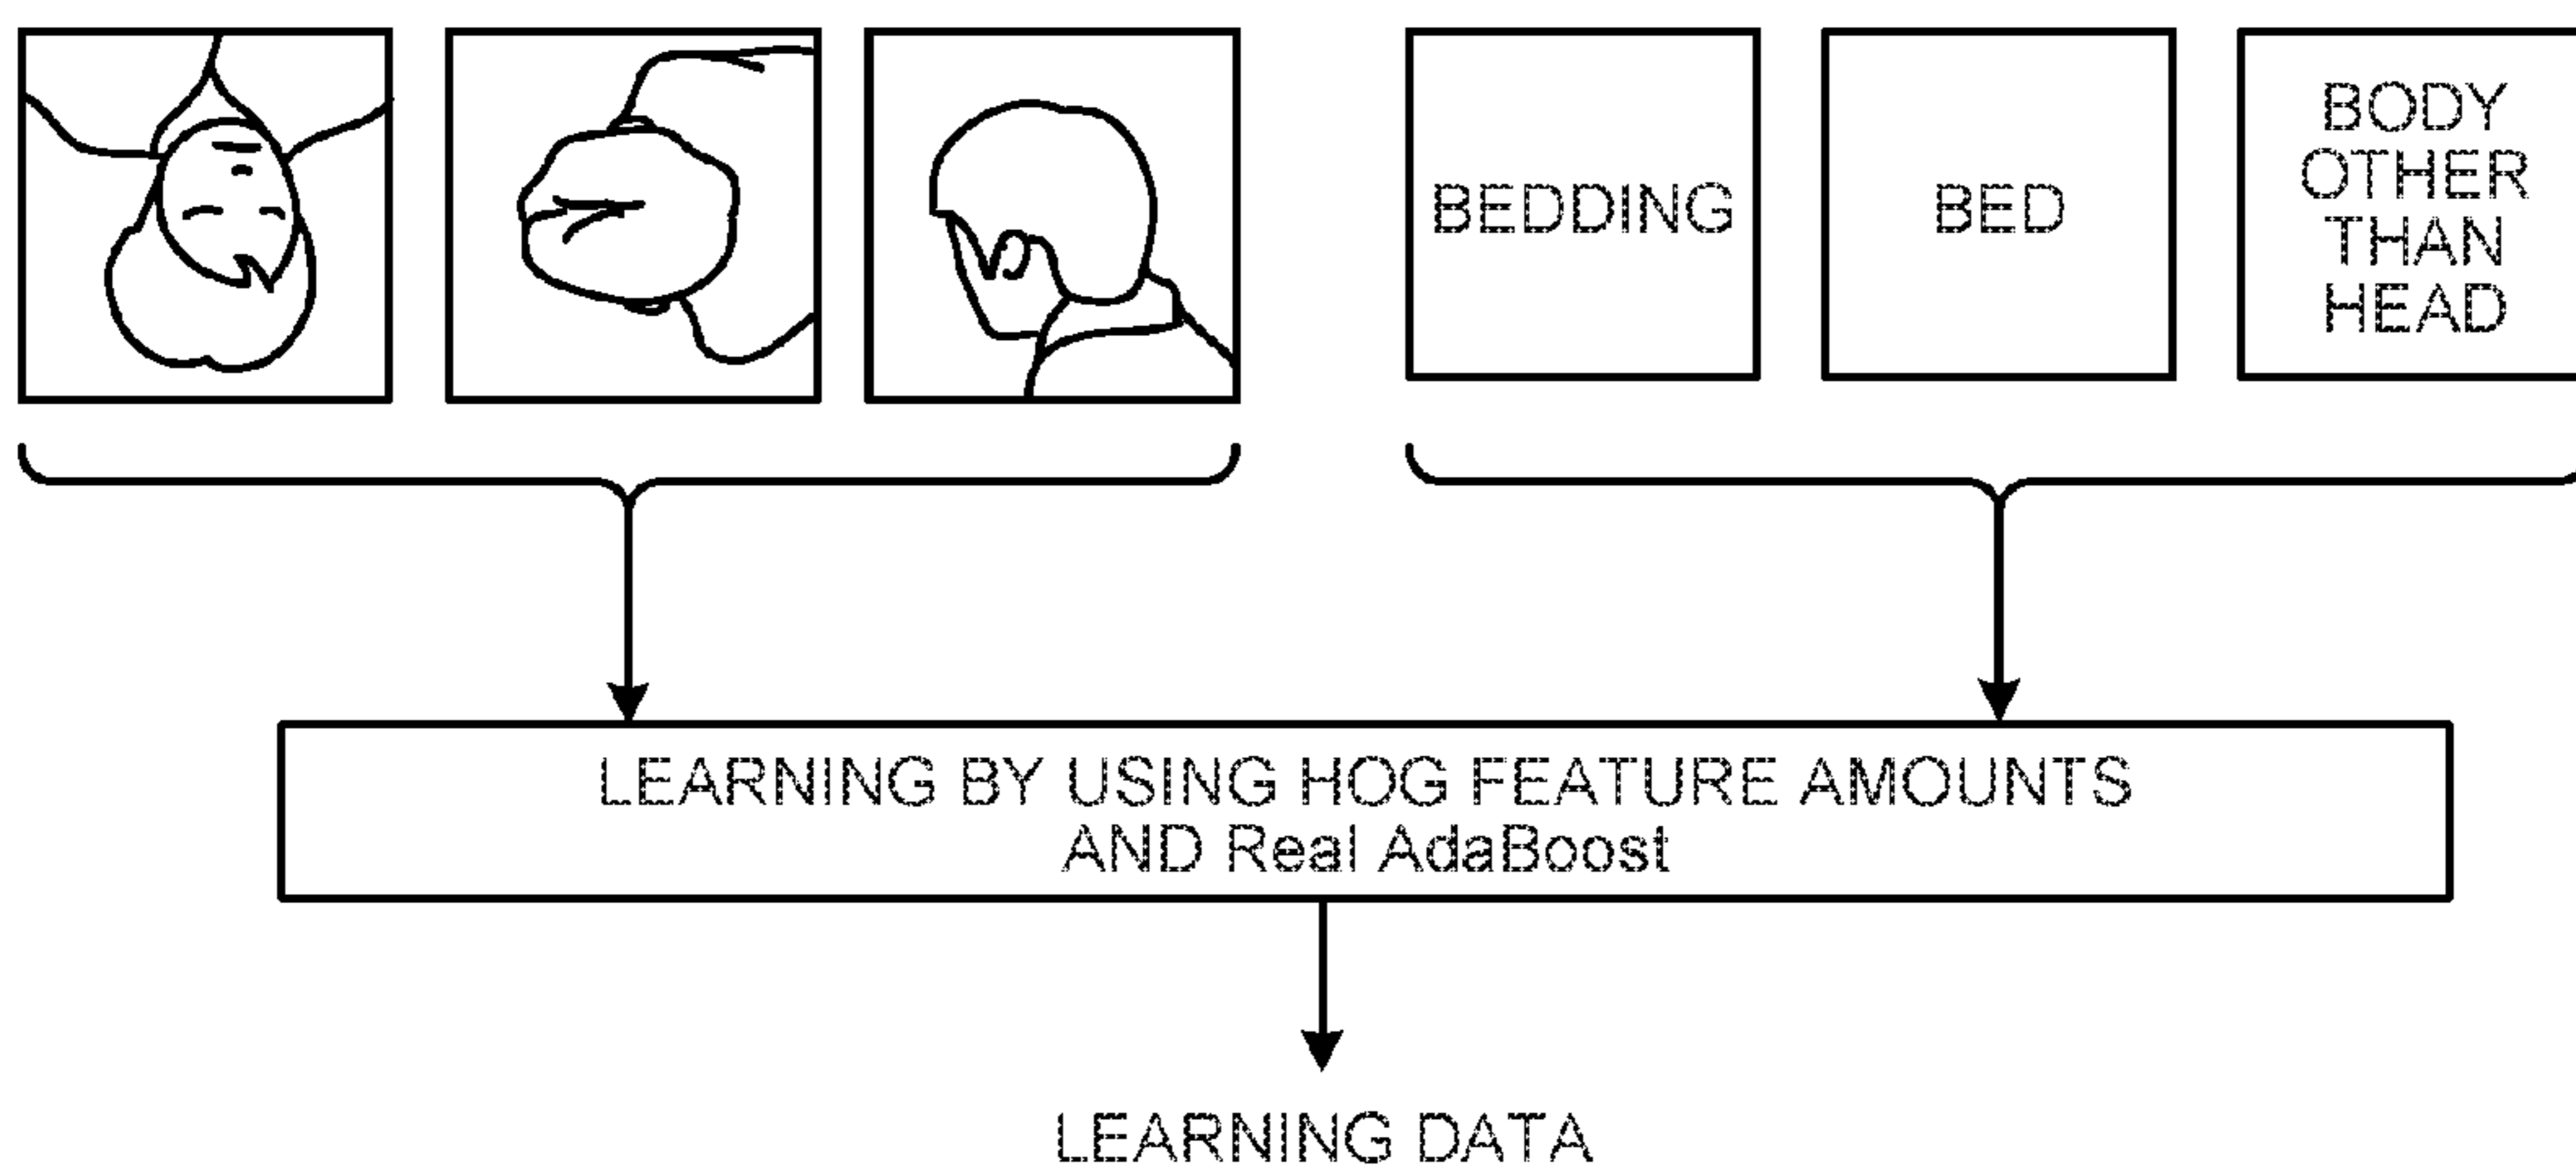 BEDDING
BED
BODY
OTHER
THAN
HEAD
LEARNING BY USING HOG FEATURE AMOUNTS
AND Real AdaBoost
LEARNING DATA